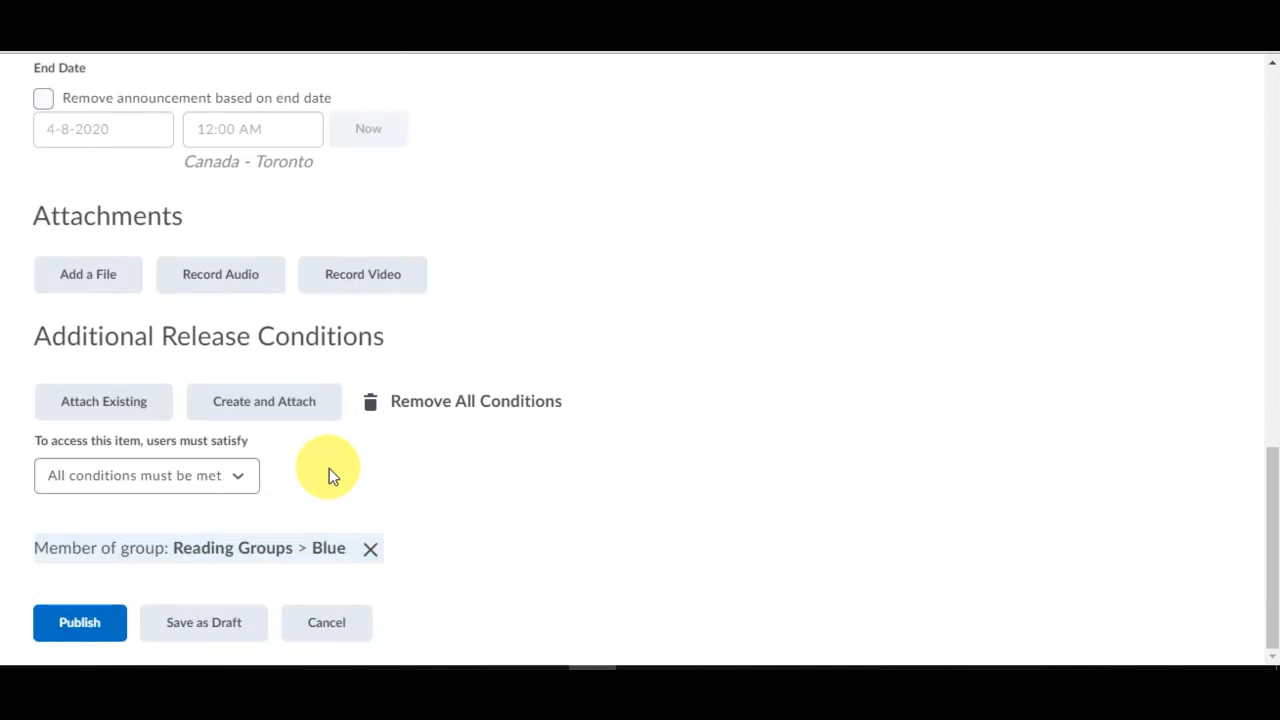 End Date
Remove announcement based on end date
4-8-2020 12:00 AM Now
Canada - Toronto
Attachments
Add a File Record Audio Record Video
Additional Release Conditions
Attach Existing Create and Attach Remove All Conditions
To access this item, users must satisfy
All conditions must be met
Member of group: Reading Groups > Blue
Publish Save as Draft Cancel